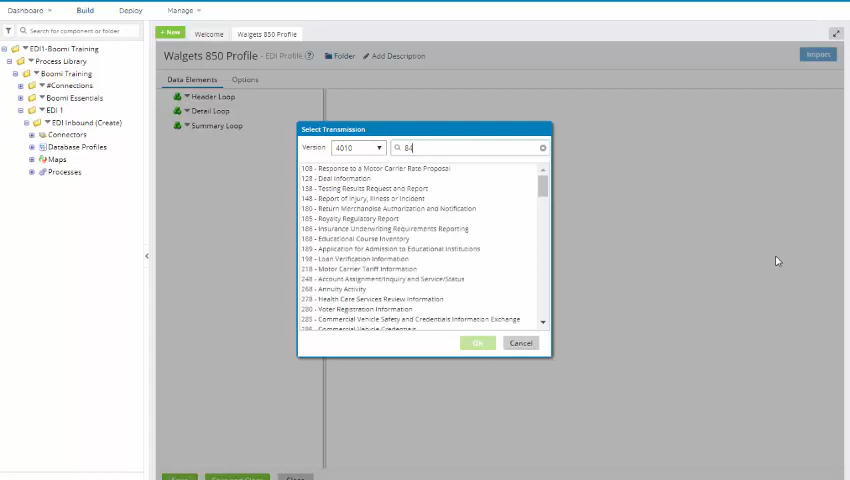 Dashboard Build Deploy Manage
+ New Welcome Walgets 850 Profile
Search for component or folder
EDI1-Boomi Training
Process Library
Boomi Training
#Connections
Boomi Essentials
EDI 1
EDI Inbound (Create)
Connectors
Database Profiles
Maps
Processes
Walgets 850 Profile - EDI Profile Folder Add Description Import
Data Elements Options
Header Loop
Detail Loop
Summary Loop
Select Transmission
Version 4010 84
108 - Response to a Motor Carrier Rate Proposal
128 - Deal Information
138 - Testing Results Request and Report
148 - Report of Injury, Illness or Incident
180 - Return Merchandise Authorization and Notification
185 - Royalty Regulatory Report
186 - Insurance Underwriting Requirements Reporting
188 - Educational Course Inventory
189 - Application for Admission to Educational Institutions
198 - Loan Verification Information
218 - Motor Carrier Tariff Information
248 - Account Assignment/Inquiry and Service/Status
268 - Annuity Activity
278 - Health Care Services Review Information
280 - Voter Registration Information
285 - Commercial Vehicle Safety and Credentials Information Exchange
OK Cancel